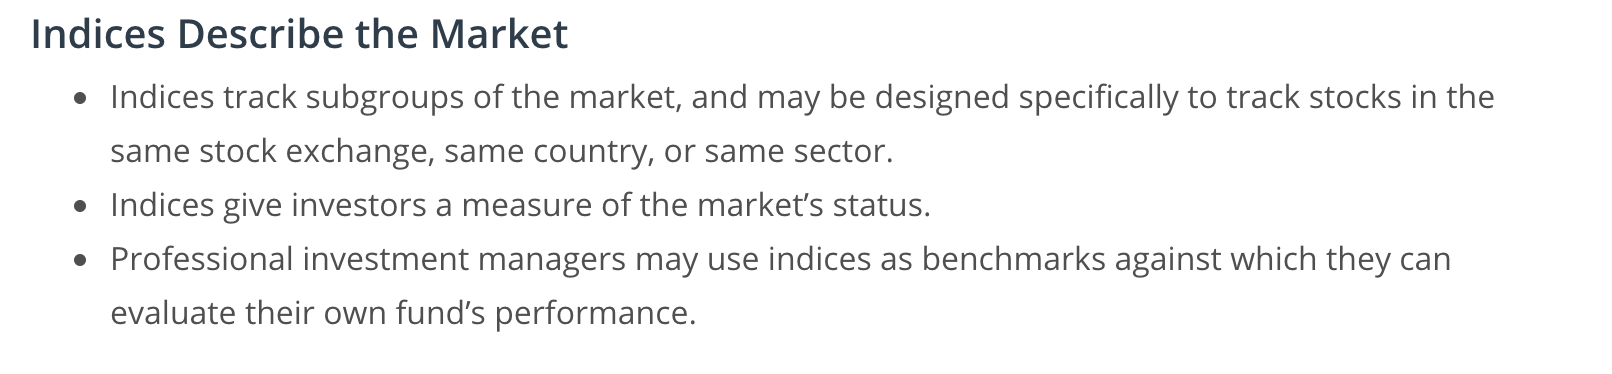 Indices Describe the Market
• Indices track subgroups of the market, and may be designed specifically to track stocks in the
same stock exchange, same country, or same sector.
• Indices give investors a measure of the market’s status.
• Professional investment managers may use indices as benchmarks against which they can
evaluate their own fund’s performance.